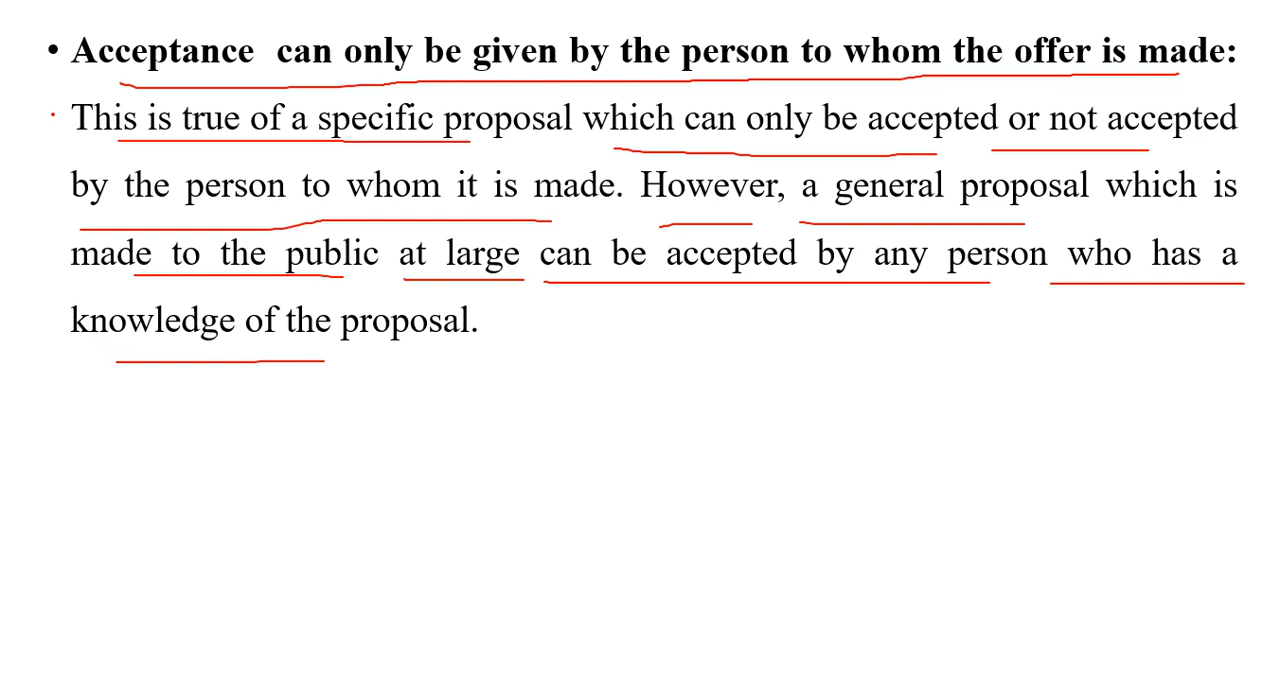 • Acceptance can only be given by the person to whom the offer is made:
This is true of a specific proposal which can only be accepted or not accepted
by the person to whom it is made. However, a general proposal which is
made to the public at large can be accepted by any person who has a
knowledge of the proposal.